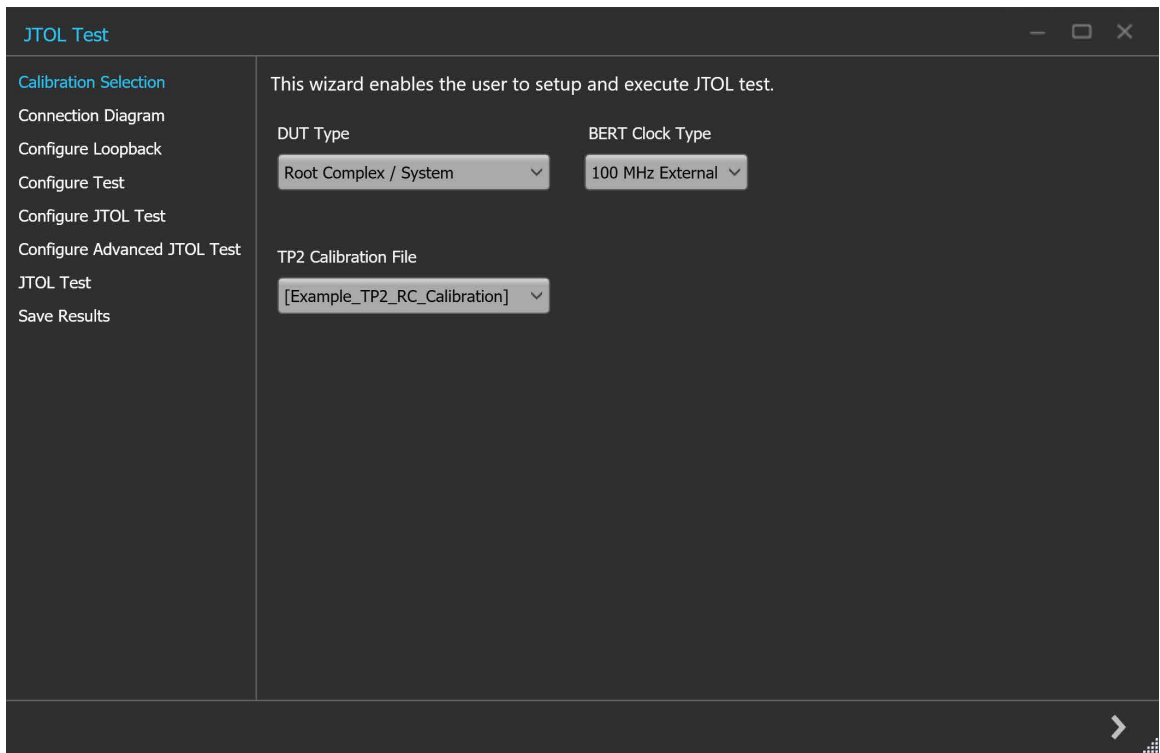 JTOL Test
Calibration Selection
Connection Diagram
Configure Loopback
Configure Test
Configure JTOL Test
Configure Advanced JTOL Test
JTOL Test
Save Results
This wizard enables the user to setup and execute JTOL test.
DUT Type
BERT Clock Type
Root Complex / System
100 MHz External
TP2 Calibration File
[Example_TP2_RC_Calibration]